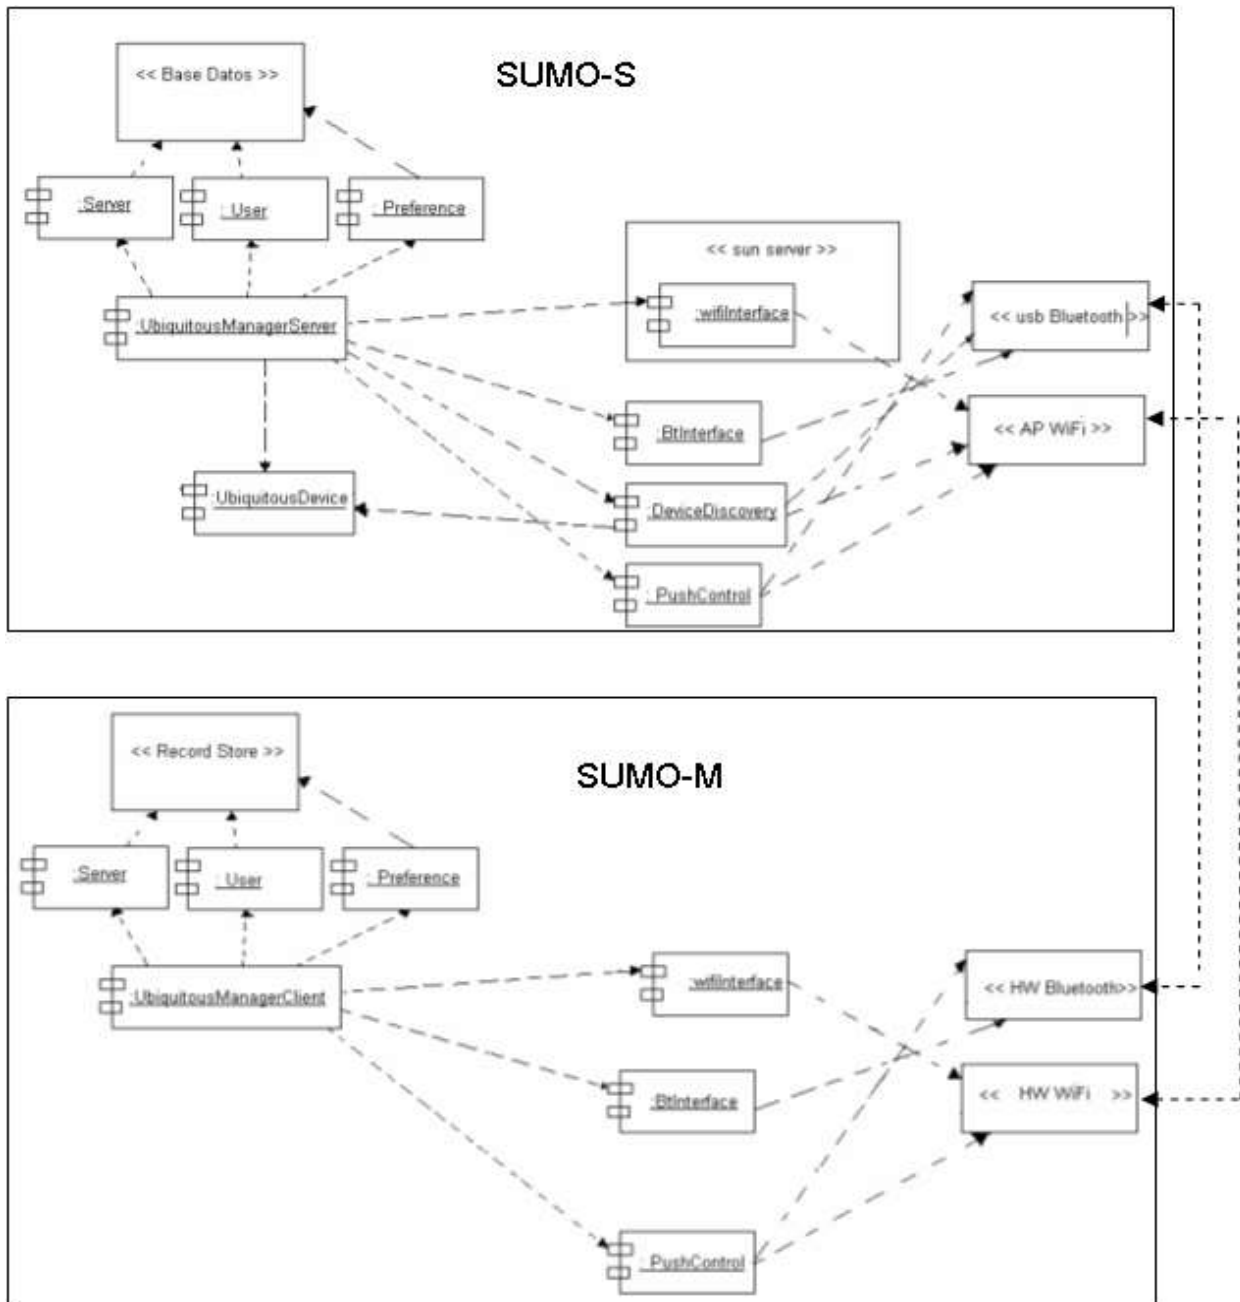 << Base Datos >>
SUMO-S
:Server
: User
: Preference
<< sun server >>
:wifiInterface
<< usb Bluetooth >>
:UbiquitousManagerServer
:BtInterface
<< AP WiFi >>
:UbiquitousDevice
:DeviceDiscovery
: PushControl
<< Record Store >>
SUMO-M
:Server
: User
: Preference
:UbiquitousManagerClient
:wifiInterface
<< HW Bluetooth>>
:BtInterface
<< HW WiFi >>
: PushControl